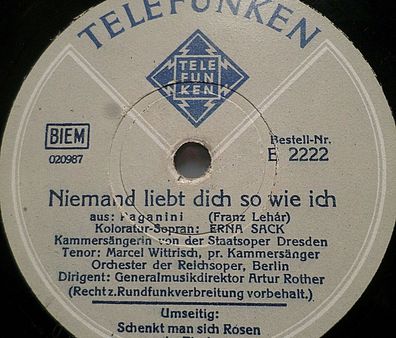 TELEFUNKEN
TELE
FUN
KEN
BIEM
020987
Bestell-Nr.
E 2222
Niemand liebt dich so wie ich
aus: Paganini (Franz Lehár)
Koloratur-Sopran: ERNA SACK
Kammersängerin von der Staatsoper Dresden
Tenor: Marcel Wittrisch, pr. Kammersänger
Orchester der Reichsoper, Berlin
Dirigent: Generalmusikdirektor Artur Rother
(Rechtz. Rundfunkverbreitung vorbehalt.)
Umseitig:
Schenkt man sich Rosen